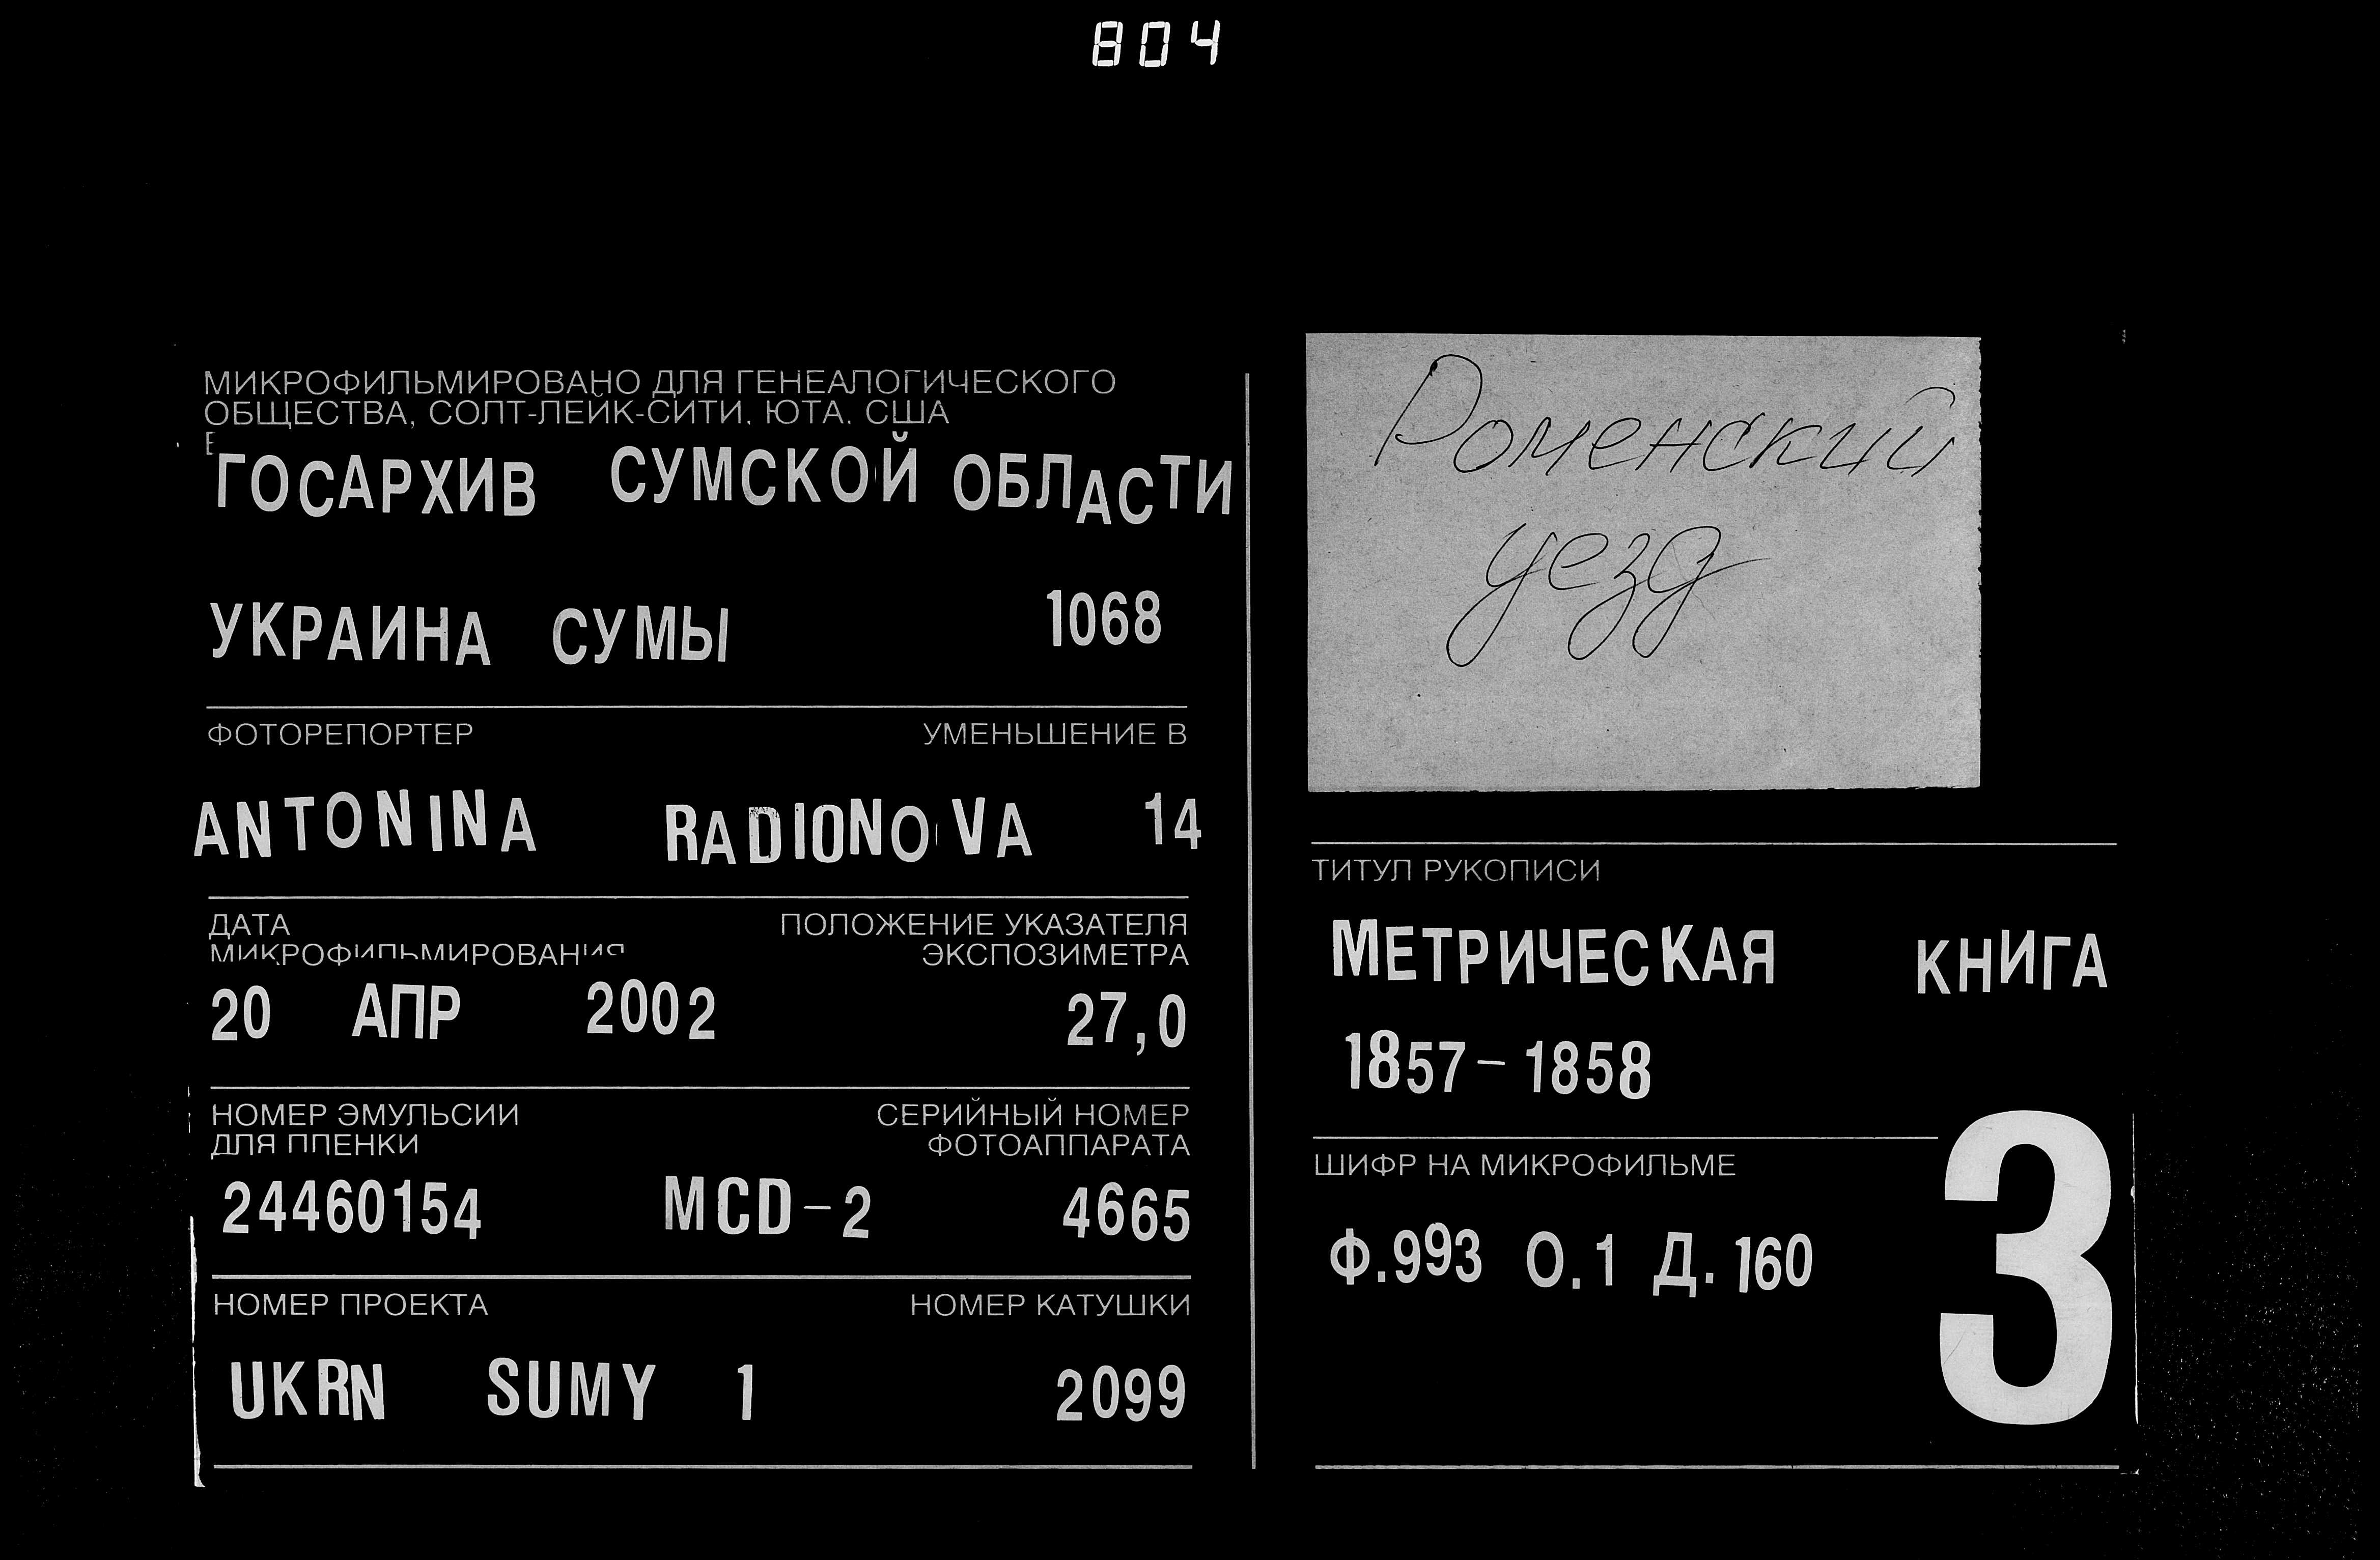 804
МИКРОФИЛЬМИРОВАНО ДЛЯ ГЕНЕАЛОГИЧЕСКОГО
ОБЩЕСТВА, СОЛТ-ЛЕЙК-СИТИ, ЮТА, США
ГОСАРХИВ СУМСКОЙ ОБЛАСТИ
УКРАИНА СУМЫ 1068
ФОТОРЕПОРТЕР УМЕНЬШЕНИЕ В
ANTONINA RADIONOVA 14
ДАТА ПОЛОЖЕНИЕ УКАЗАТЕЛЯ
МИКРОФИЛЬМИРОВАНИЯ ЭКСПОЗИМЕТРА
20 АПР 2002 27,0
НОМЕР ЭМУЛЬСИИ СЕРИЙНЫЙ НОМЕР
ДЛЯ ПЛЕНКИ ФОТОАППАРАТА
24460154 MCD-2 4665
НОМЕР ПРОЕКТА НОМЕР КАТУШКИ
UKRN SUMY 1 2099
Роменский
уезд
ТИТУЛ РУКОПИСИ
МЕТРИЧЕСКАЯ КНИГА
1857-1858
ШИФР НА МИКРОФИЛЬМЕ
Ф.993 О.1 Д.160
3